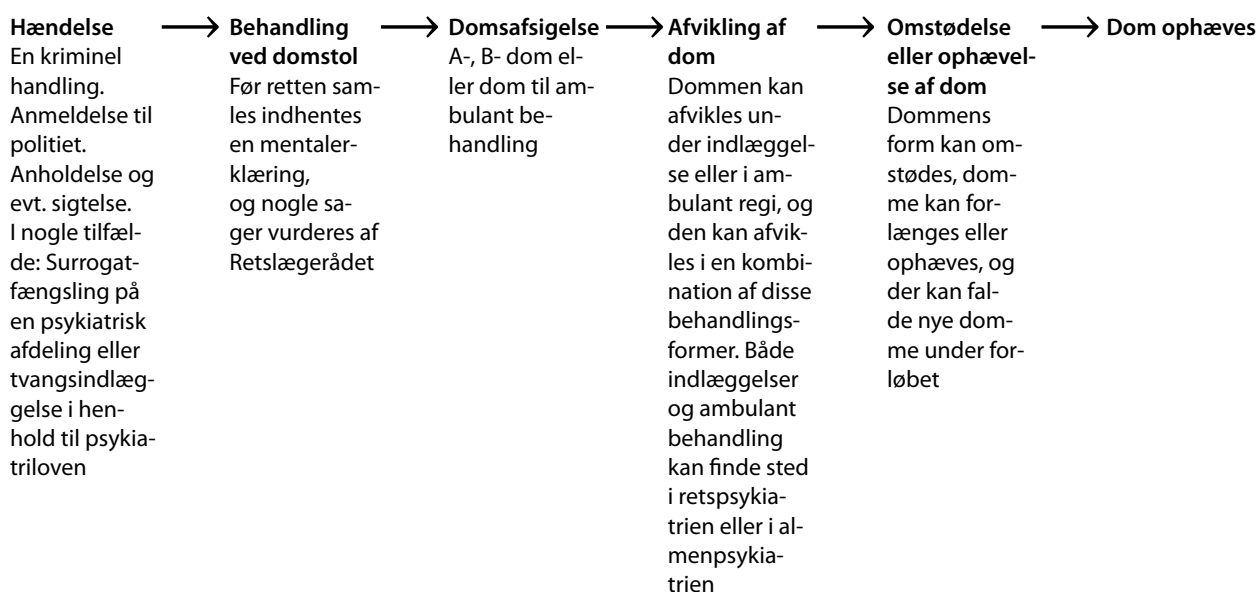 Hændelse
En kriminel
handling.
Anmeldelse til
politiet.
Anholdelse og
evt. sigtelse.
I nogle tilfæl-
de: Surrogat-
fængsling på
en psykiatrisk
afdeling eller
tvangsindlæg-
gelse i hen-
hold til psykia-
triloven
Behandling
ved domstol
Før retten sam-
les indhentes
en mentaler-
klæring,
og nogle sa-
ger vurderes af
Retslægerådet
Domsafsigelse
A-, B- dom el-
ler dom til am-
bulant be-
handling
Afvikling af
dom
Dommen kan
afvikles un-
der indlæggel-
se eller i am-
bulant regi, og
den kan afvik-
les i en kombi-
nation af disse
behandlings-
former. Både
indlæggelser
og ambulant
behandling
kan finde sted
i retspsykia-
trien eller i al-
menpsykia-
trien
Omstødelse
eller ophævel-
se af dom
Dommens
form kan om-
stødes, dom-
me kan for-
længes eller
ophæves, og
der kan fal-
de nye dom-
me under for-
løbet
Dom ophæves